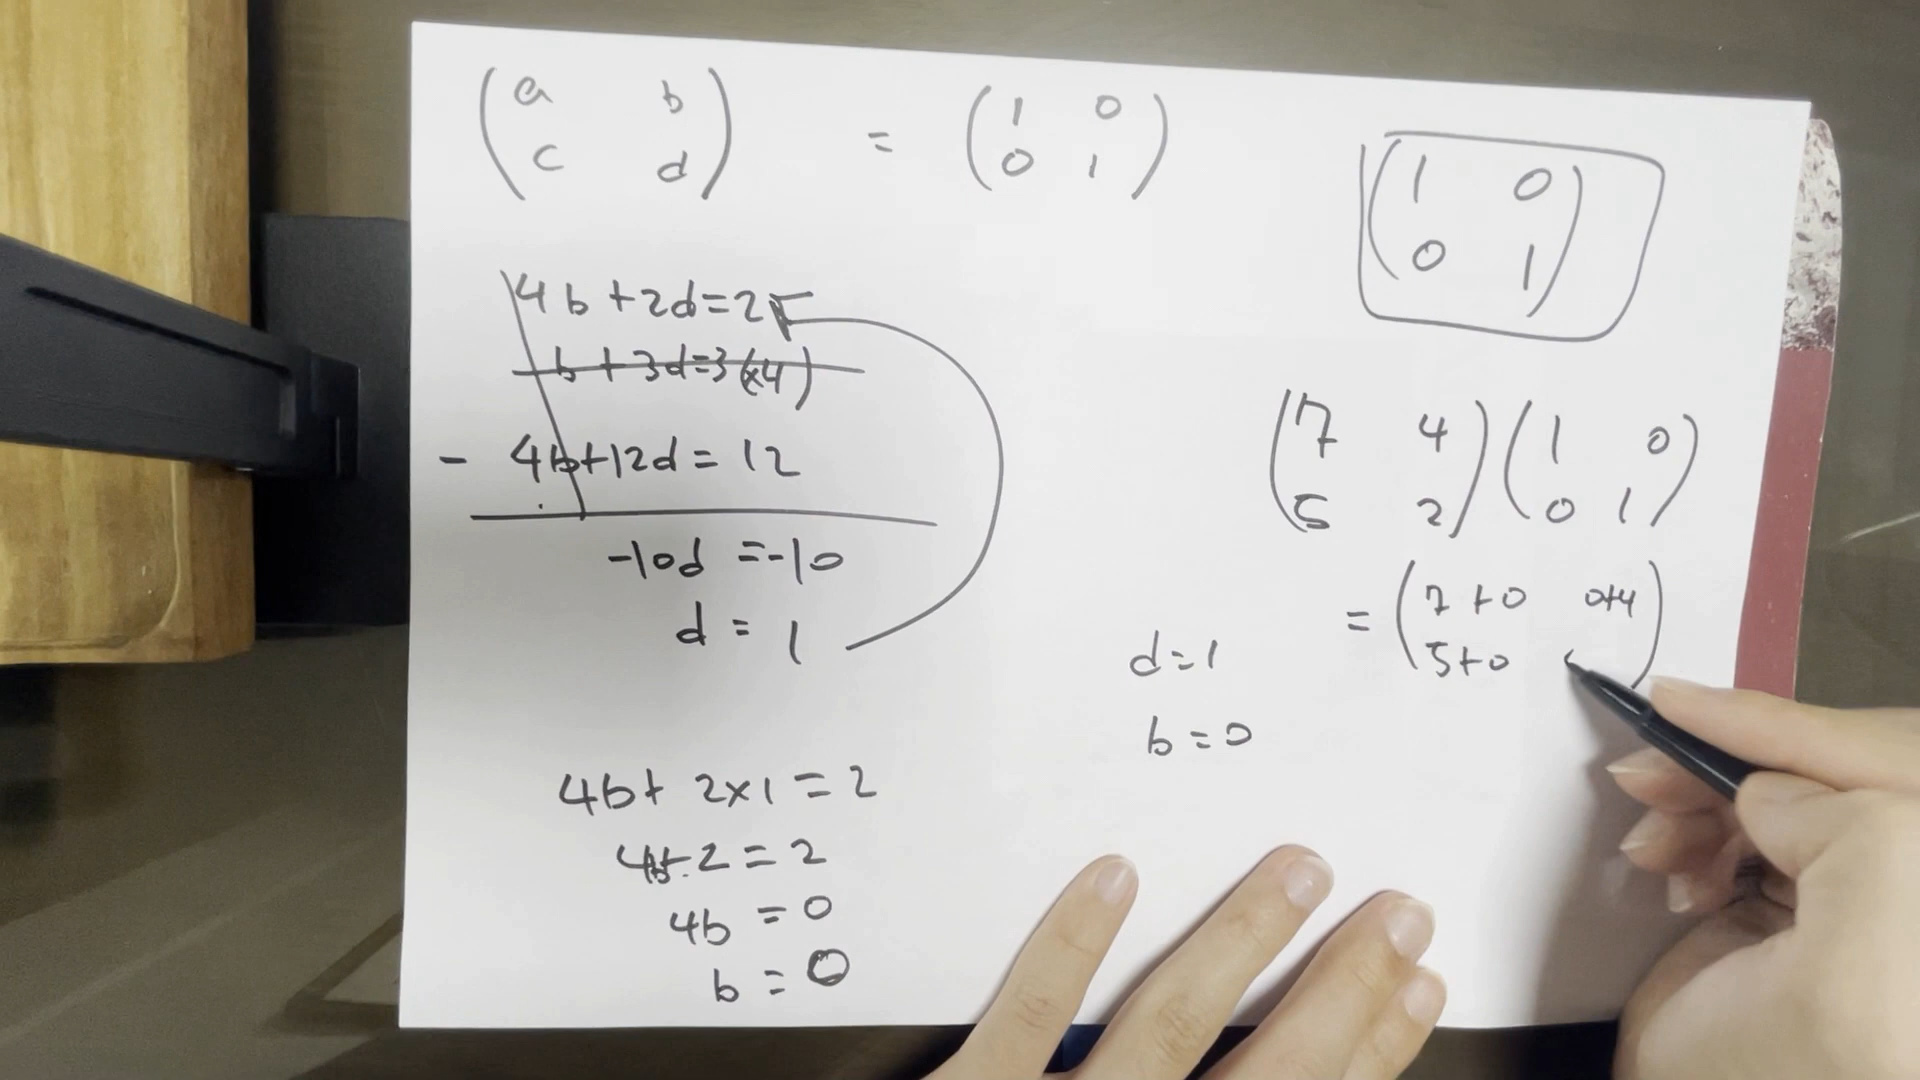 (a b
c d) = (1 0
0 1)
(1 0
0 1)
4b + 2d = 2
b + 3d = 3 (x4)
- 4b + 12d = 12
-10d = -10
d = 1
4b + 2x1 = 2
4b + 2 = 2
4b = 0
b = 0
d = 1
b = 0
(7 4
5 2) (1 0
0 1)
= (7 + 0 0+4
5+0 )